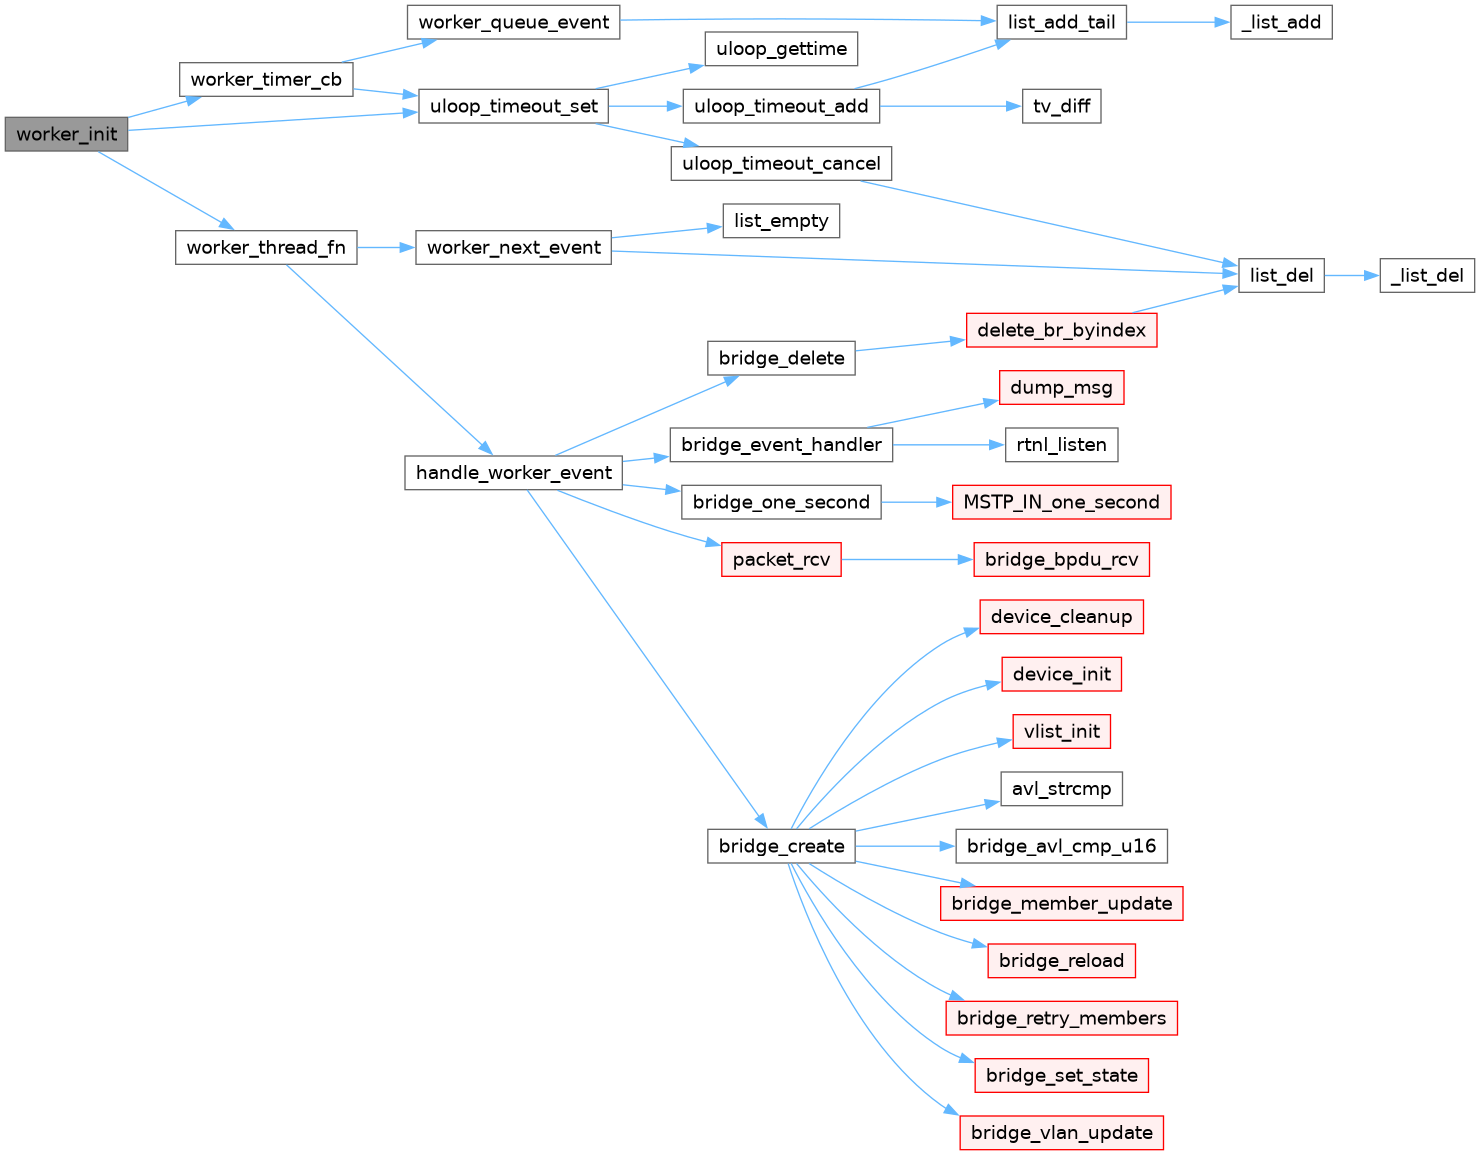 worker_init
worker_timer_cb
worker_queue_event
list_add_tail
_list_add
uloop_timeout_set
uloop_gettime
uloop_timeout_add
tv_diff
uloop_timeout_cancel
worker_thread_fn
worker_next_event
list_empty
list_del
_list_del
handle_worker_event
bridge_delete
delete_br_byindex
bridge_event_handler
dump_msg
rtnl_listen
bridge_one_second
MSTP_IN_one_second
packet_rcv
bridge_bpdu_rcv
bridge_create
device_cleanup
device_init
vlist_init
avl_strcmp
bridge_avl_cmp_u16
bridge_member_update
bridge_reload
bridge_retry_members
bridge_set_state
bridge_vlan_update